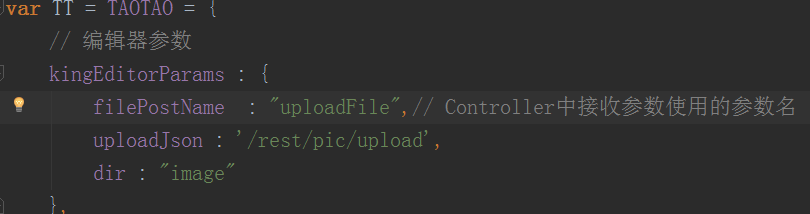 var TT = TAOTAO = {
// 编辑器参数
kingEditorParams : {
filePostName  : "uploadFile",// Controller中接收参数使用的参数名
uploadJson : '/rest/pic/upload',
dir : "image"
},